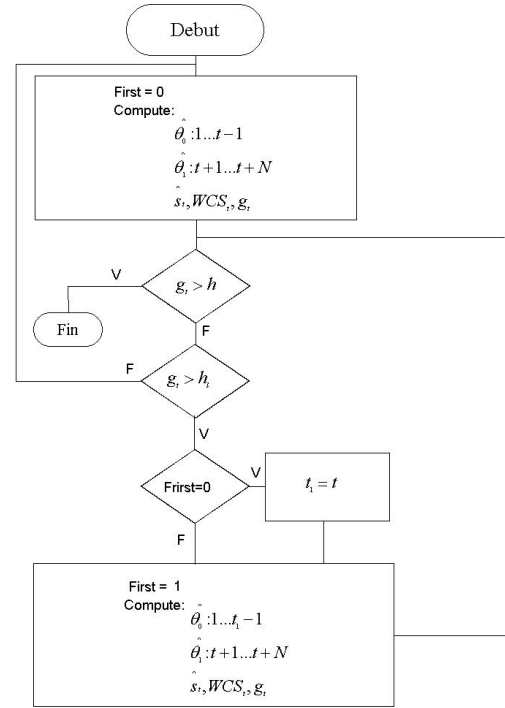 Debut
First = 0
Compute:
θ̂₀ :1...t−1
θ̂₁ :t+1...t+N
ŝₜ,WCSₜ,gₜ
V
gₜ > h
Fin
F
F
gₜ > hᵢ
V
Frirst=0
V
t₁ = t
F
First = 1
Compute:
θ̂₀ :1...t₁−1
θ̂₁ :t+1...t+N
ŝₜ,WCSₜ,gₜ